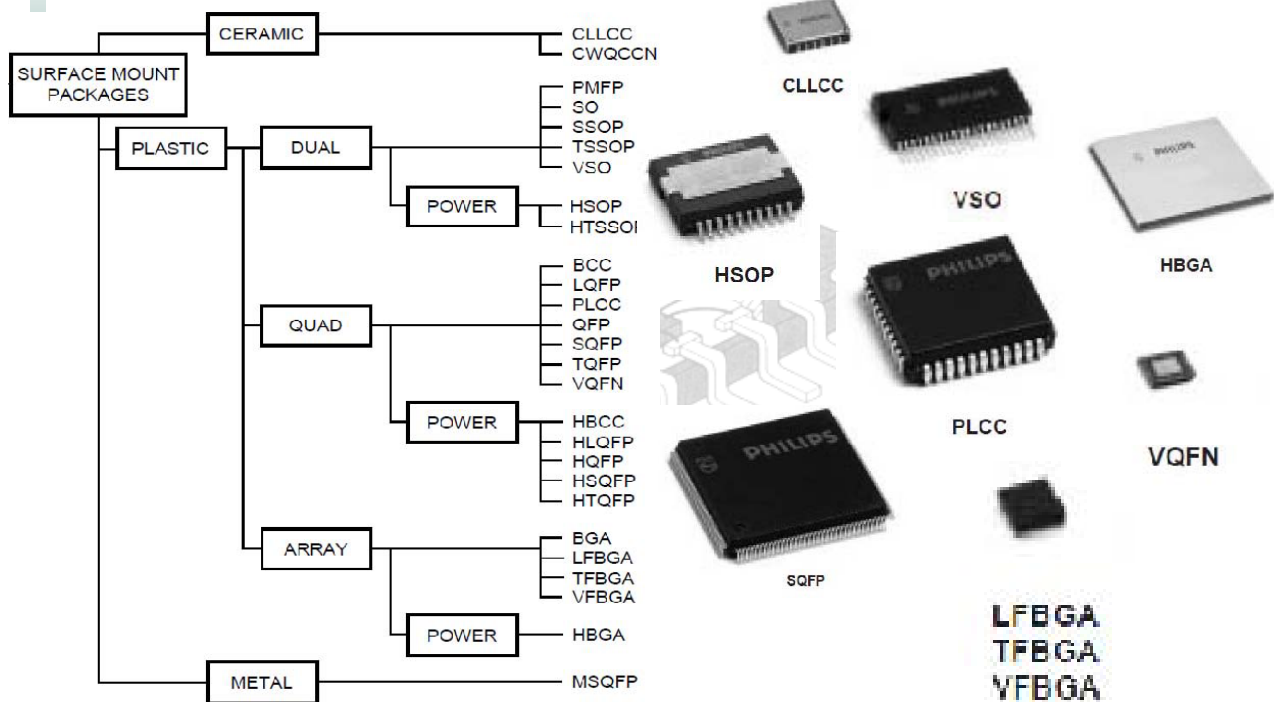 CERAMIC
CLLCC
CWQCCN
SURFACE MOUNT
PACKAGES
PLASTIC
DUAL
PMFP
SO
SSOP
TSSOP
VSO
POWER
HSOP
HTSSOP
QUAD
BCC
LQFP
PLCC
QFP
SQFP
TQFP
VQFN
POWER
HBCC
HLQFP
HQFP
HSQFP
HTQFP
ARRAY
BGA
LFBGA
TFBGA
VFBGA
POWER
HBGA
METAL
MSQFP
CLLCC
PHILIPS
VSO
HSOP
PHILIPS
HBGA
PHILIPS
PLCC
VQFN
PHILIPS
SQFP
LFBGA
TFBGA
VFBGA